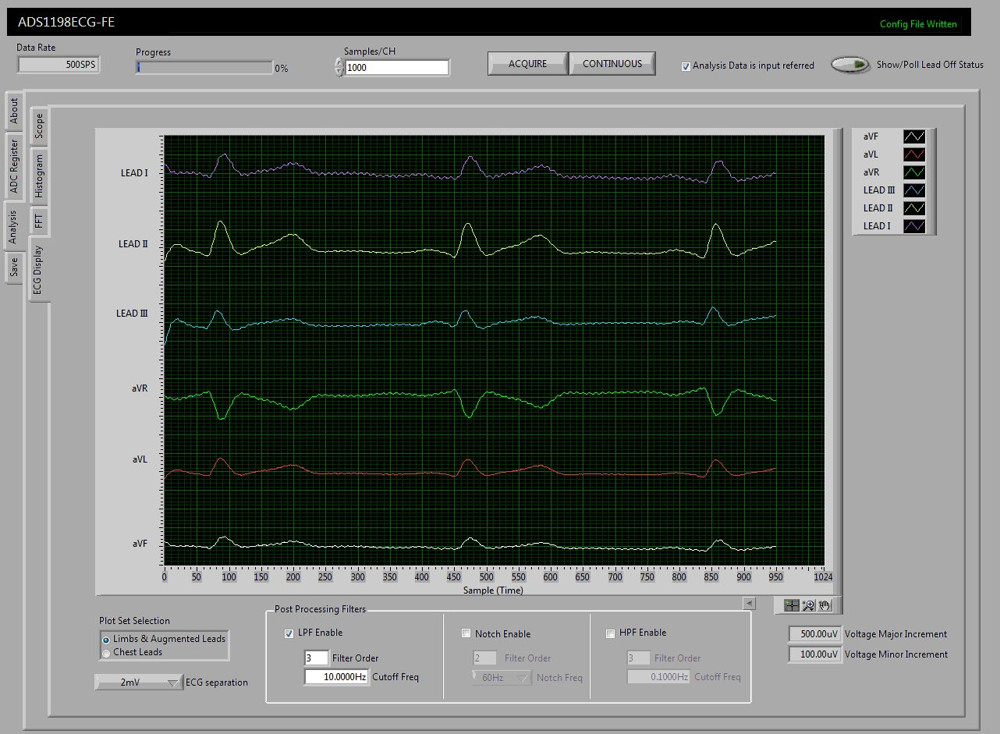 ADS1198ECG-FE
Config File Written
Data Rate
500SPS
Progress
0%
Samples/CH
1000
ACQUIRE
CONTINUOUS
Analysis Data is input referred
Show/Poll Lead Off Status
About
ADC Register
Analysis
Save
Scope
Histogram
FFT
ECG Display
LEAD I
LEAD II
LEAD III
aVR
aVL
aVF
0 50 100 150 200 250 300 350 400 450 500 550 600 650 700 750 800 850 900 950 1024
Sample (Time)
aVF
aVL
aVR
LEAD III
LEAD II
LEAD I
Plot Set Selection
Limbs & Augmented Leads
Chest Leads
2mV
ECG separation
Post Processing Filters
LPF Enable
3 Filter Order
10.0000Hz Cutoff Freq
Notch Enable
2 Filter Order
60Hz Notch Freq
HPF Enable
3 Filter Order
0.1000Hz Cutoff Freq
500.00uV Voltage Major Increment
100.00uV Voltage Minor Increment